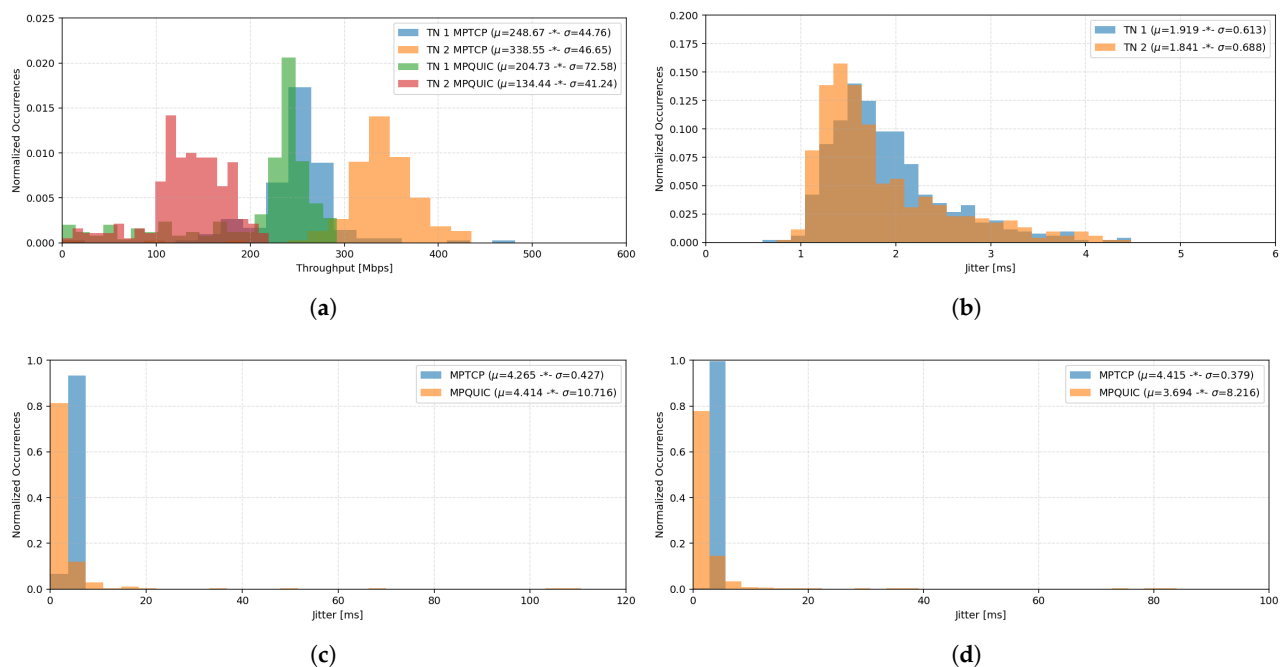 0.025
0.020
0.015
0.010
0.005
0.000
Normalized Occurrences
TN 1 MPTCP (μ=248.67 -*- σ=44.76)
TN 2 MPTCP (μ=338.55 -*- σ=46.65)
TN 1 MPQUIC (μ=204.73 -*- σ=72.58)
TN 2 MPQUIC (μ=134.44 -*- σ=41.24)
0 100 200 300 400 500 600
Throughput [Mbps]
(a)
0.200
0.175
0.150
0.125
0.100
0.075
0.050
0.025
0.000
Normalized Occurrences
TN 1 (μ=1.919 -*- σ=0.613)
TN 2 (μ=1.841 -*- σ=0.688)
0 1 2 3 4 5 6
Jitter [ms]
(b)
1.0
0.8
0.6
0.4
0.2
0.0
Normalized Occurrences
MPTCP (μ=4.265 -*- σ=0.427)
MPQUIC (μ=4.414 -*- σ=10.716)
0 20 40 60 80 100 120
Jitter [ms]
(c)
1.0
0.8
0.6
0.4
0.2
0.0
Normalized Occurrences
MPTCP (μ=4.415 -*- σ=0.379)
MPQUIC (μ=3.694 -*- σ=8.216)
0 20 40 60 80 100
Jitter [ms]
(d)